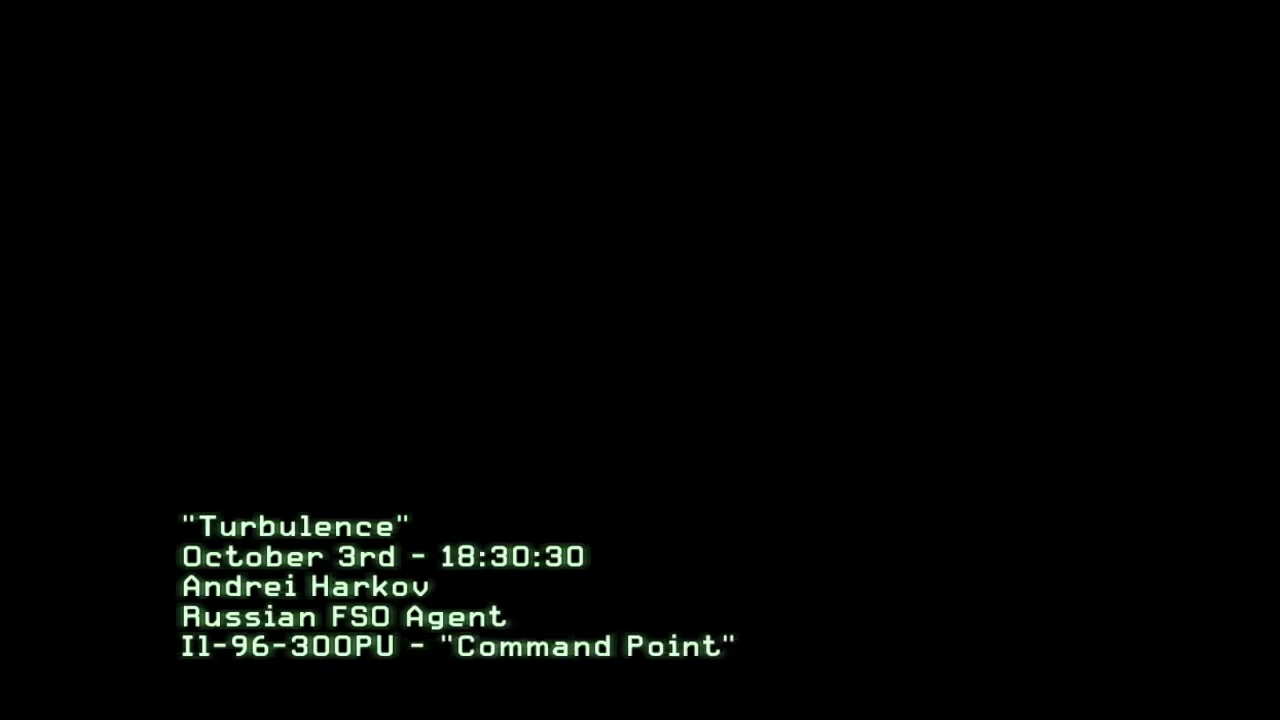 "Turbulence"
October 3rd - 18:30:30
Andrei Harkov
Russian FSO Agent
Il-96-300PU - "Command Point"